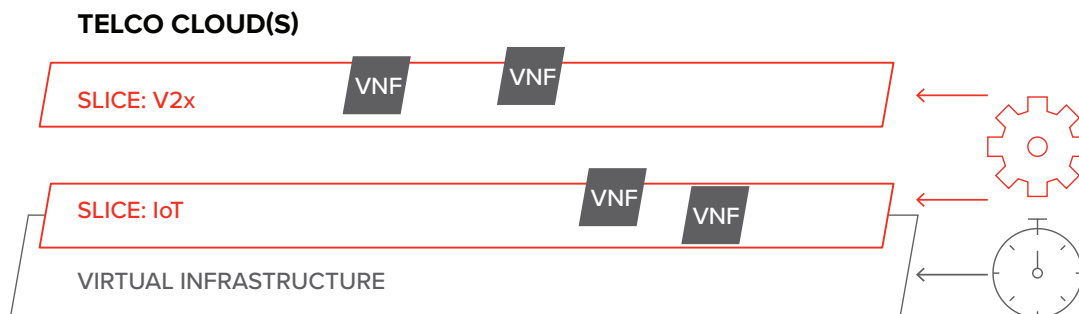 TELCO CLOUD(S)
VNF
VNF
SLICE: V2x
VNF
VNF
SLICE: IoT
VIRTUAL INFRASTRUCTURE